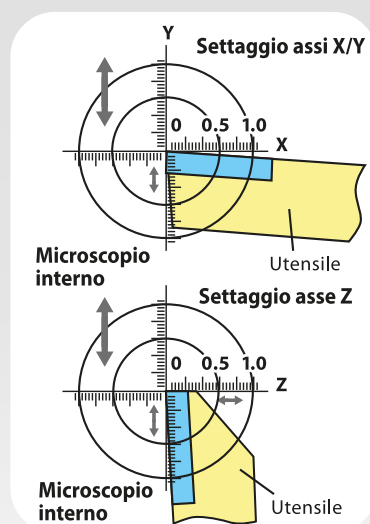 Y
Settaggio assi X/Y
0 0.5 1.0
X
Microscopio
interno
Utensile
Settaggio asse Z
0 0.5 1.0
Z
Microscopio
interno
Utensile